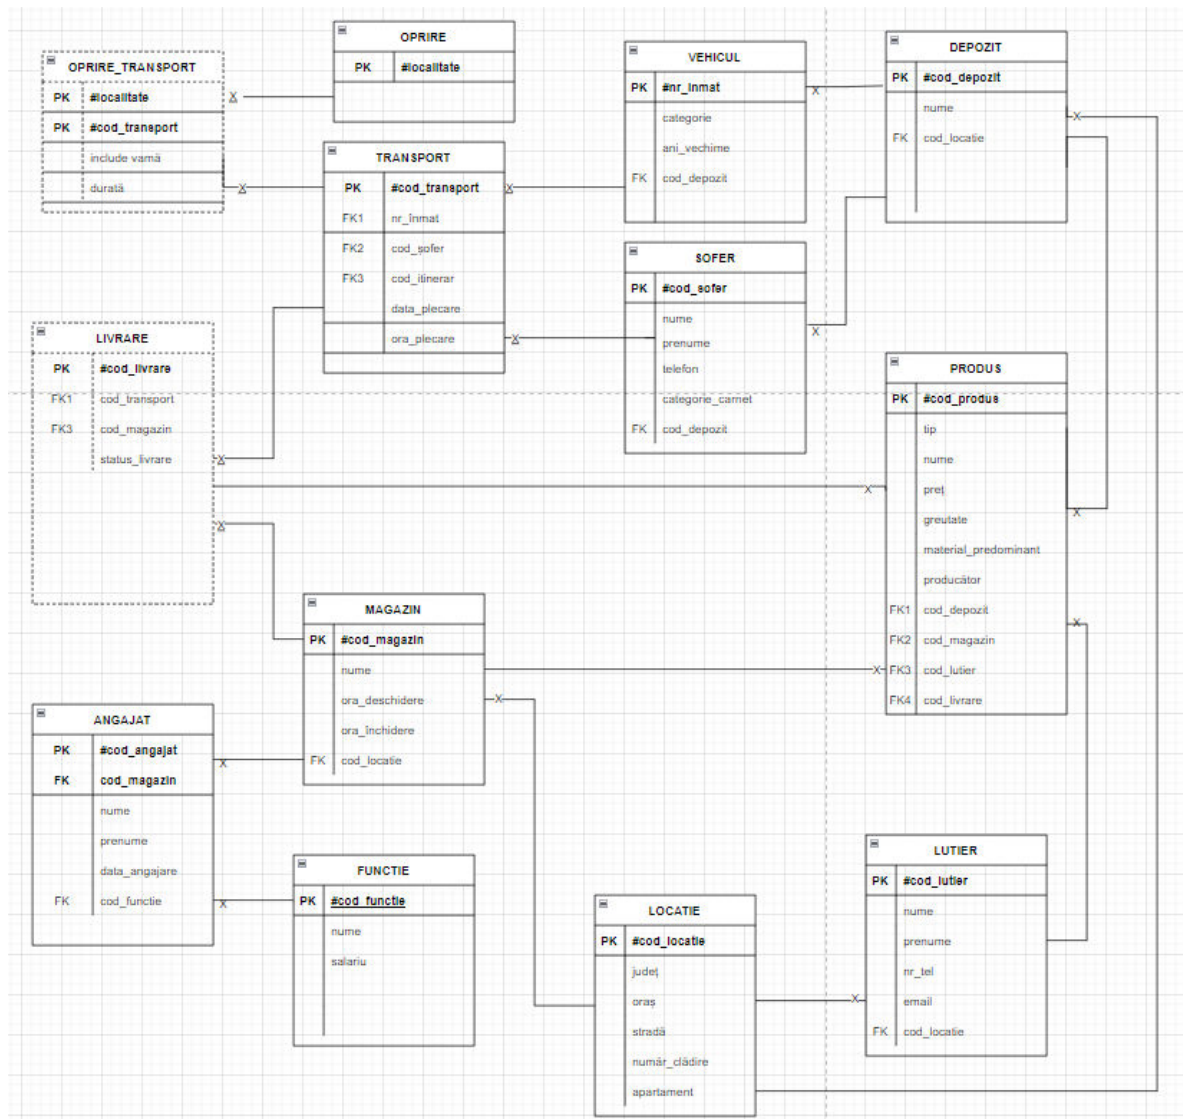 OPRIRE
PK #localitate
OPRIRE_TRANSPORT
PK #localitate
PK #cod_transport
include vamă
durată
VEHICUL
PK #nr_înmat
categorie
ani_vechime
FK cod_depozit
DEPOZIT
PK #cod_depozit
nume
FK cod_locatie
TRANSPORT
PK #cod_transport
FK1 nr_înmat
FK2 cod_șofer
FK3 cod_itinerar
data_plecare
ora_plecare
SOFER
PK #cod_sofer
nume
prenume
telefon
categorie_carnet
FK cod_depozit
LIVRARE
PK #cod_livrare
FK1 cod_transport
FK3 cod_magazin
status_livrare
PRODUS
PK #cod_produs
tip
nume
preț
greutate
material_predominant
producător
FK1 cod_depozit
FK2 cod_magazin
FK3 cod_lutier
FK4 cod_livrare
MAGAZIN
PK #cod_magazin
nume
ora_deschidere
ora_închidere
FK cod_locatie
ANGAJAT
PK #cod_angajat
FK cod_magazin
nume
prenume
data_angajare
FK cod_functie
FUNCTIE
PK #cod_functie
nume
salariu
LOCATIE
PK #cod_locatie
județ
oraș
stradă
număr_clădire
apartament
LUTIER
PK #cod_lutier
nume
prenume
nr_tel
email
FK cod_locatie